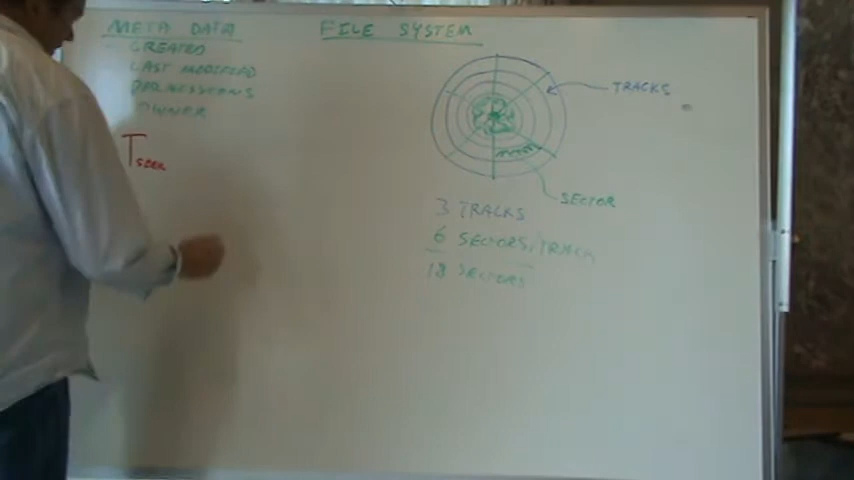 META DATA
CREATED
LAST MODIFIED
PERMISSIONS
OWNER
Tseek
FILE SYSTEM
TRACKS
SECTOR
3 TRACKS
6 SECTORS/TRACK
18 SECTORS